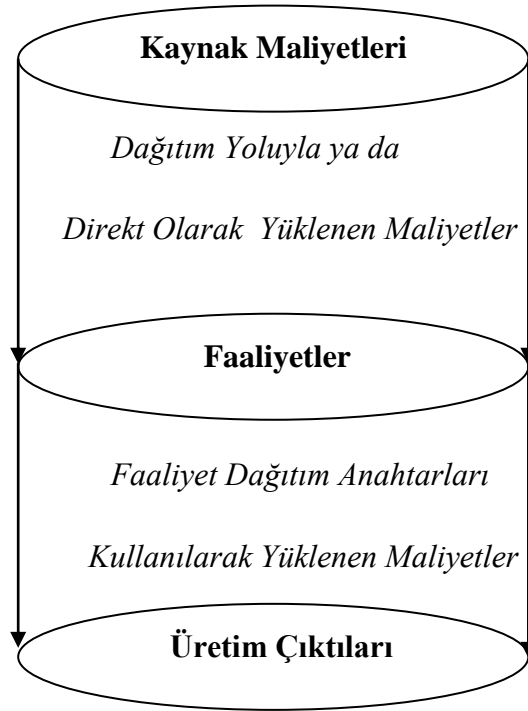 Kaynak Maliyetleri
Dağıtım Yoluyla ya da
Direkt Olarak Yüklenen Maliyetler
Faaliyetler
Faaliyet Dağıtım Anahtarları
Kullanılarak Yüklenen Maliyetler
Üretim Çıktıları